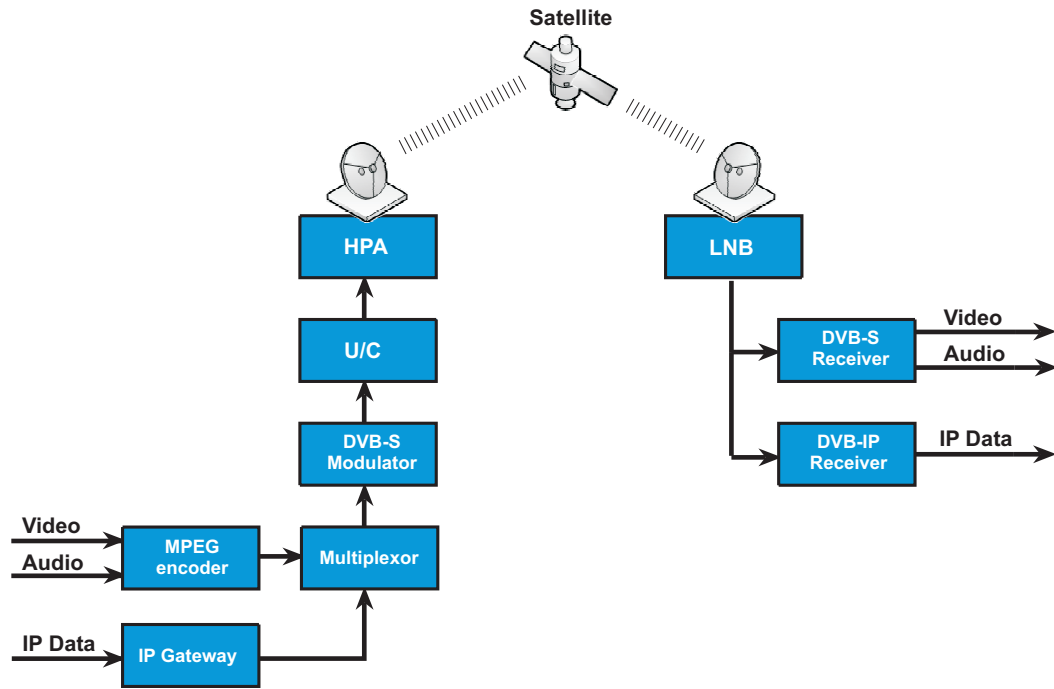 Satellite
HPA
LNB
U/C
DVB-S
Receiver
Video
Audio
DVB-S
Modulator
DVB-IP
Receiver
IP Data
Video
Audio
MPEG
encoder
Multiplexor
IP Data
IP Gateway